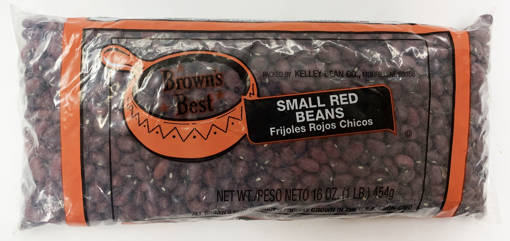 Brown's
Best
PACKED BY KELLEY BEAN CO.,
SMALL RED
BEANS
Frijoles Rojos Chicos
NET WT./PESO NETO 16 OZ. (1 LB.) 454g